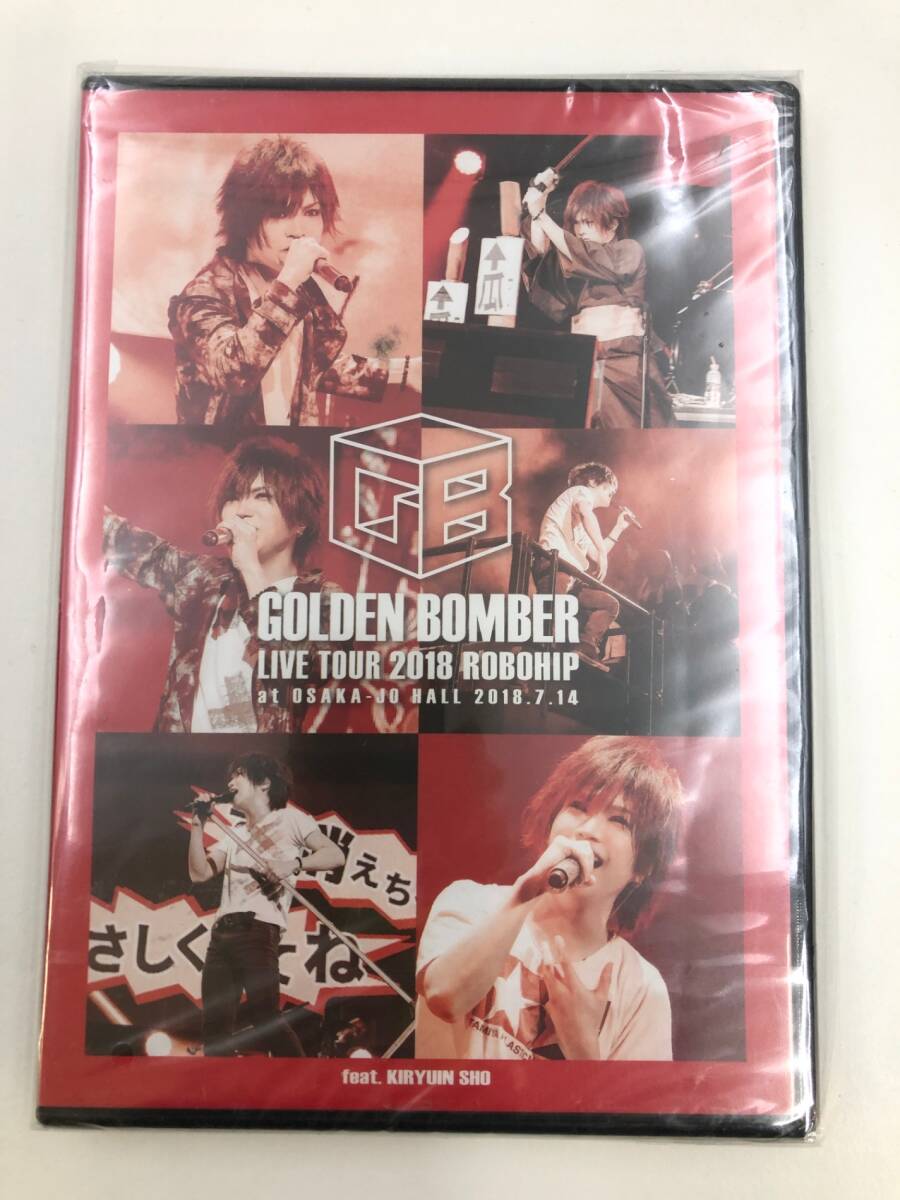 ↑
瓜
GB
GOLDEN BOMBER
LIVE TOUR 2018 ROBOHIP
at OSAKA-JO HALL 2018.7.14
消えち
さしく
ね
feat. KIRYUIN SHO